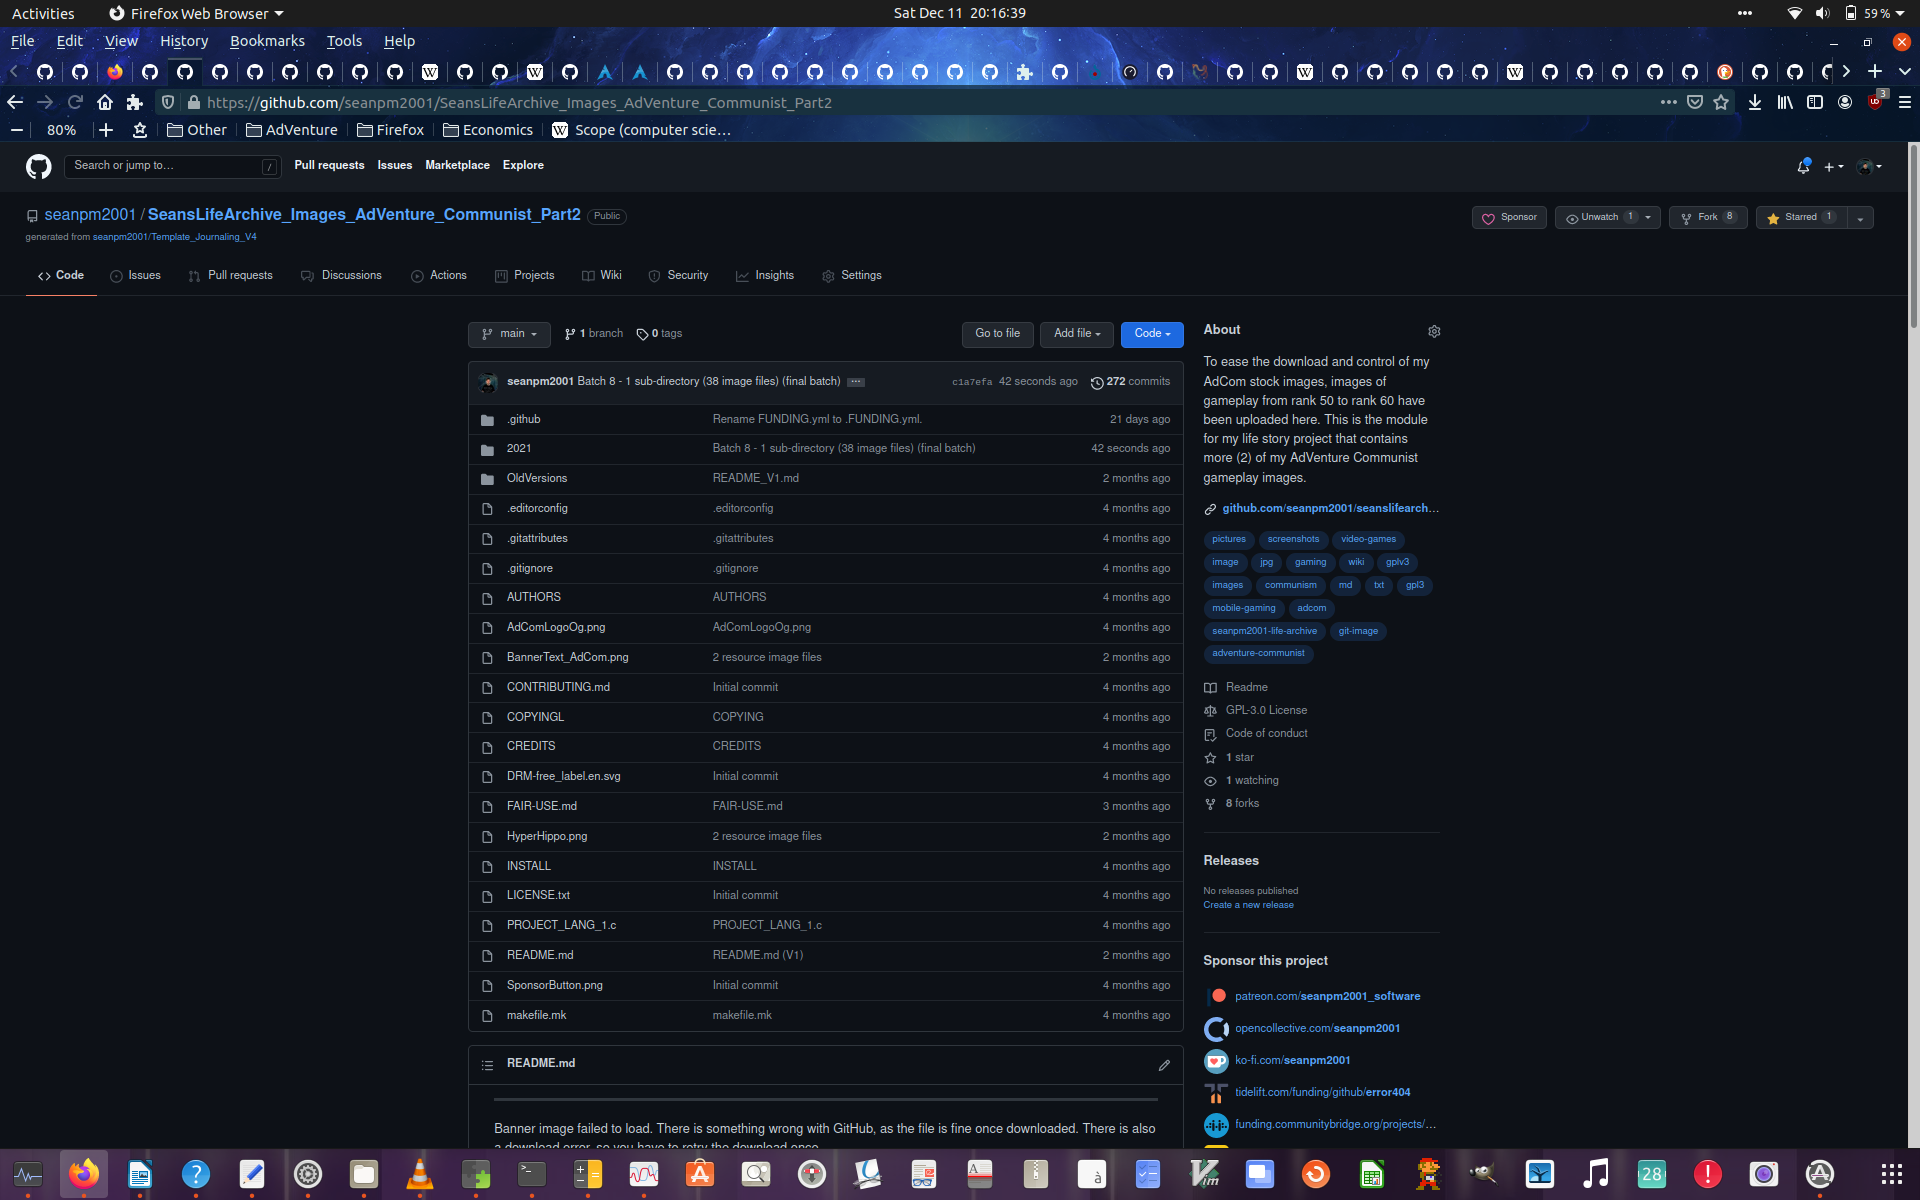 Activities Firefox Web Browser Sat Dec 11 20:16:39 59 %
File Edit View History Bookmarks Tools Help
https://github.com/seanpm2001/SeansLifeArchive_Images_AdVenture_Communist_Part2 3
80% Other AdVenture Firefox Economics Scope (computer scie…
Search or jump to… / Pull requests Issues Marketplace Explore
seanpm2001 / SeansLifeArchive_Images_AdVenture_Communist_Part2 Public
Sponsor Unwatch 1 Fork 8 Starred 1
generated from seanpm2001/Template_Journaling_V4
Code Issues Pull requests Discussions Actions Projects Wiki Security Insights Settings
main 1 branch 0 tags Go to file Add file Code
seanpm2001 Batch 8 - 1 sub-directory (38 image files) (final batch) c1a7efa 42 seconds ago 272 commits
.github Rename FUNDING.yml to .FUNDING.yml. 21 days ago
2021 Batch 8 - 1 sub-directory (38 image files) (final batch) 42 seconds ago
OldVersions README_V1.md 2 months ago
.editorconfig .editorconfig 4 months ago
.gitattributes .gitattributes 4 months ago
.gitignore .gitignore 4 months ago
AUTHORS AUTHORS 4 months ago
AdComLogoOg.png AdComLogoOg.png 4 months ago
BannerText_AdCom.png 2 resource image files 2 months ago
CONTRIBUTING.md Initial commit 4 months ago
COPYINGL COPYING 4 months ago
CREDITS CREDITS 4 months ago
DRM-free_label.en.svg Initial commit 4 months ago
FAIR-USE.md FAIR-USE.md 3 months ago
HyperHippo.png 2 resource image files 2 months ago
INSTALL INSTALL 4 months ago
LICENSE.txt Initial commit 4 months ago
PROJECT_LANG_1.c PROJECT_LANG_1.c 4 months ago
README.md README.md (V1) 2 months ago
SponsorButton.png Initial commit 4 months ago
makefile.mk makefile.mk 4 months ago
README.md
Banner image failed to load. There is something wrong with GitHub, as the file is fine once downloaded. There is also
a download error, so you have to retry the download once.
About
To ease the download and control of my
AdCom stock images, images of
gameplay from rank 50 to rank 60 have
been uploaded here. This is the module
for my life story project that contains
more (2) of my AdVenture Communist
gameplay images.
github.com/seanpm2001/seanslifearch…
pictures screenshots video-games
image jpg gaming wiki gplv3
images communism md txt gpl3
mobile-gaming adcom
seanpm2001-life-archive git-image
adventure-communist
Readme
GPL-3.0 License
Code of conduct
1 star
1 watching
8 forks
Releases
No releases published
Create a new release
Sponsor this project
patreon.com/seanpm2001_software
opencollective.com/seanpm2001
ko-fi.com/seanpm2001
tidelift.com/funding/github/error404
funding.communitybridge.org/projects/…
28